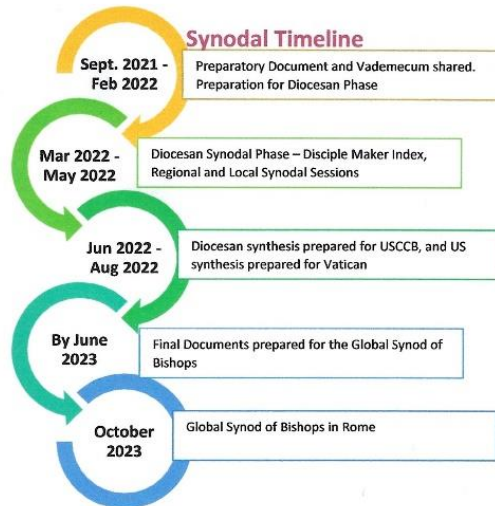 Synodal Timeline
Sept. 2021 -
Feb 2022
Preparatory Document and Vademecum shared.
Preparation for Diocesan Phase
Mar 2022 -
May 2022
Diocesan Synodal Phase – Disciple Maker Index,
Regional and Local Synodal Sessions
Jun 2022 -
Aug 2022
Diocesan synthesis prepared for USCCB, and US
synthesis prepared for Vatican
By June
2023
Final Documents prepared for the Global Synod of
Bishops
October
2023
Global Synod of Bishops in Rome